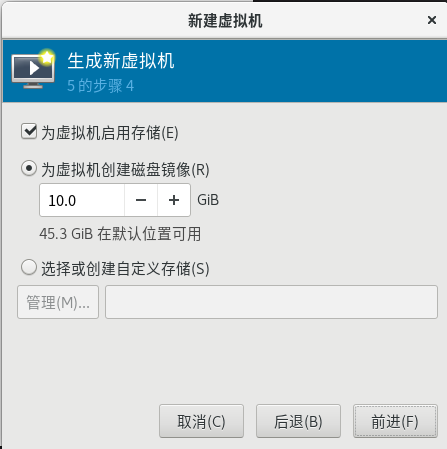 新建虚拟机
生成新虚拟机
5 的步骤 4
为虚拟机启用存储(E)
为虚拟机创建磁盘镜像(R)
10.0 − + GiB
45.3 GiB 在默认位置可用
选择或创建自定义存储(S)
管理(M)...
取消(C) 后退(B) 前进(F)